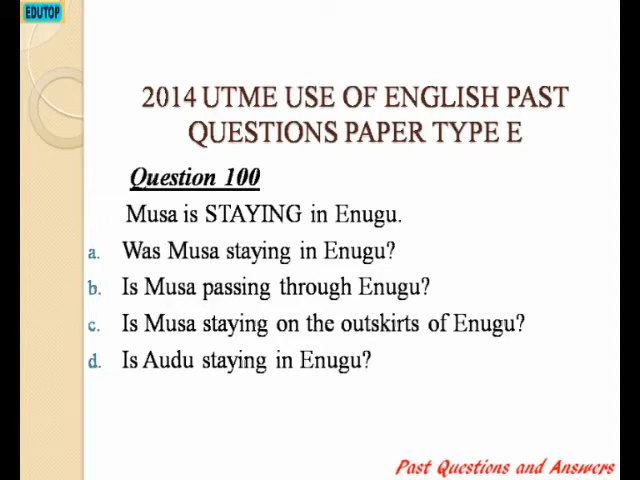 EDUTOP
2014 UTME USE OF ENGLISH PAST
QUESTIONS PAPER TYPE E
Question 100
Musa is STAYING in Enugu.
a. Was Musa staying in Enugu?
b. Is Musa passing through Enugu?
c. Is Musa staying on the outskirts of Enugu?
d. Is Audu staying in Enugu?
Past Questions and Answers